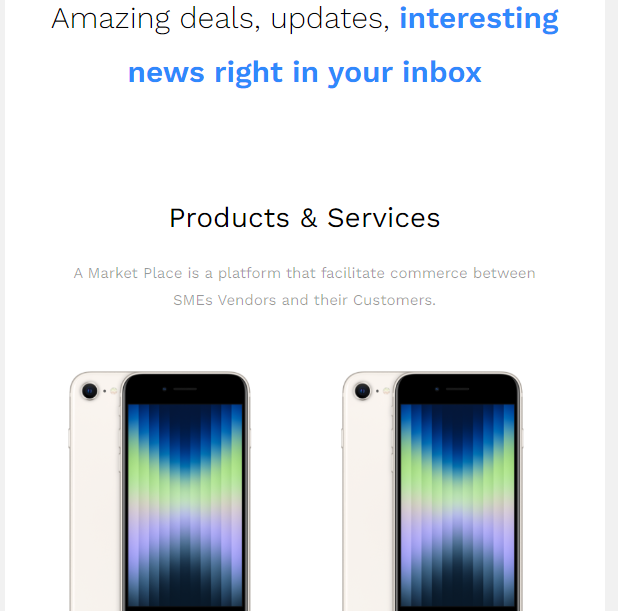 Amazing deals, updates, interesting
news right in your inbox
Products & Services
A Market Place is a platform that facilitate commerce between
SMEs Vendors and their Customers.